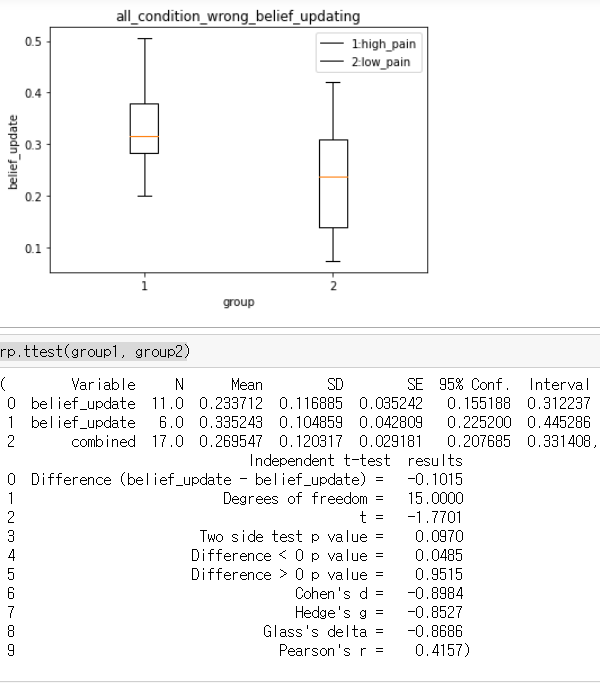 all_condition_wrong_belief_updating
0.5
0.4
0.3
0.2
0.1
belief_update
1:high_pain
2:low_pain
1 2
group
rp.ttest(group1, group2)
( Variable N Mean SD SE 95% Conf. Interval
0 belief_update 11.0 0.233712 0.116885 0.035242 0.155188 0.312237
1 belief_update 6.0 0.335243 0.104859 0.042809 0.225200 0.445286
2 combined 17.0 0.269547 0.120317 0.029181 0.207685 0.331408,
Independent t-test results
0 Difference (belief_update - belief_update) = -0.1015
1 Degrees of freedom = 15.0000
2 t = -1.7701
3 Two side test p value = 0.0970
4 Difference < 0 p value = 0.0485
5 Difference > 0 p value = 0.9515
6 Cohen's d = -0.8984
7 Hedge's g = -0.8527
8 Glass's delta = -0.8686
9 Pearson's r = 0.4157)